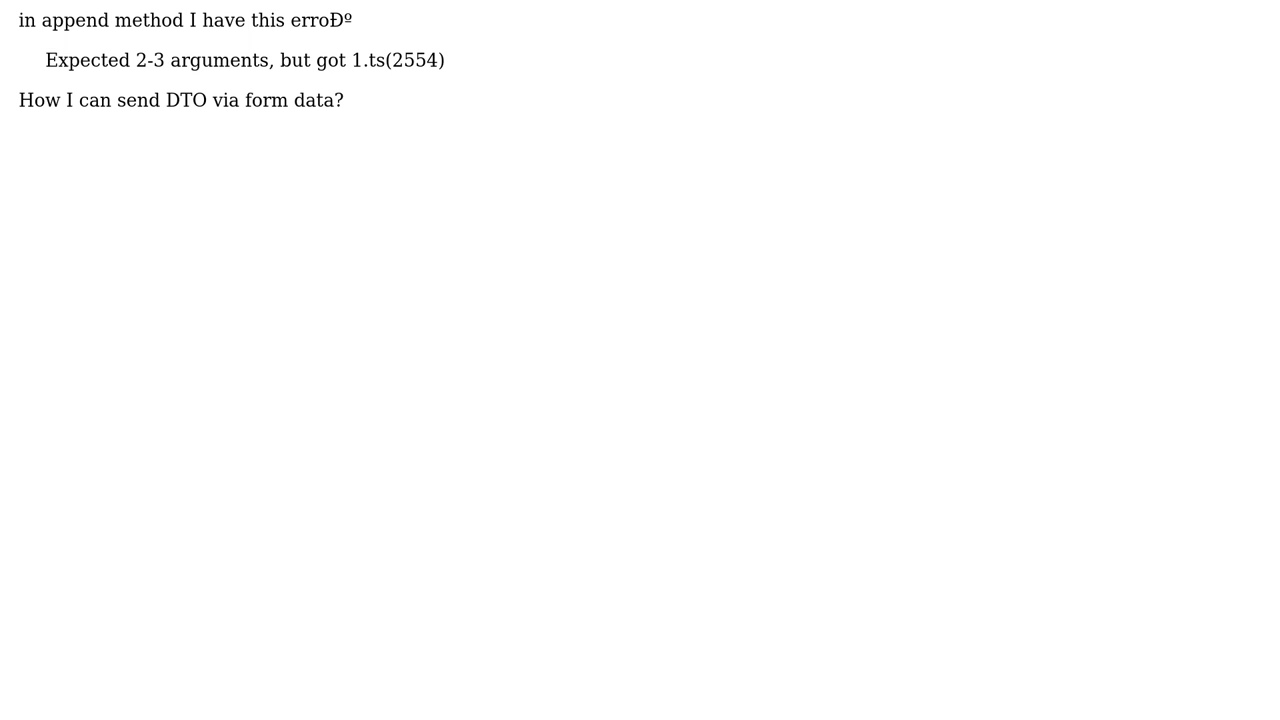 in append method I have this erroÐº
Expected 2-3 arguments, but got 1.ts(2554)
How I can send DTO via form data?